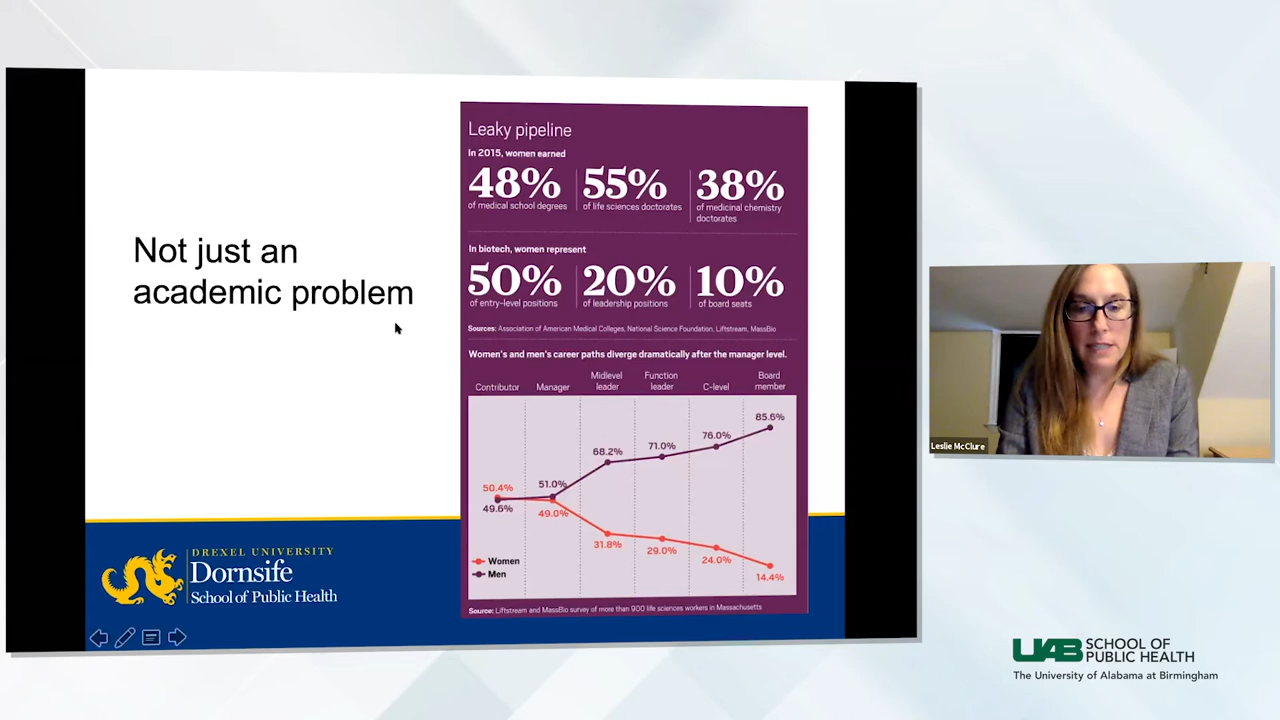 Not just an
academic problem
Leaky pipeline
In 2015, women earned
48% 55% 38%
of medical school degrees of life sciences doctorates of medicinal chemistry
doctorates
In biotech, women represent
50% 20% 10%
of entry-level positions of leadership positions of board seats
Sources: Association of American Medical Colleges, National Science Foundation, Liftstream, MassBio
Women's and men's career paths diverge dramatically after the manager level.
Contributor Manager Midlevel leader Function leader C-level Board member
50.4% 51.0% 68.2% 71.0% 76.0% 85.6%
49.6% 49.0% 31.8% 29.0% 24.0% 14.4%
Women
Men
Source: Liftstream and MassBio survey of more than 900 life sciences workers in Massachusetts
DREXEL UNIVERSITY
Dornsife
School of Public Health
Leslie McClure
UAB SCHOOL OF
PUBLIC HEALTH
The University of Alabama at Birmingham